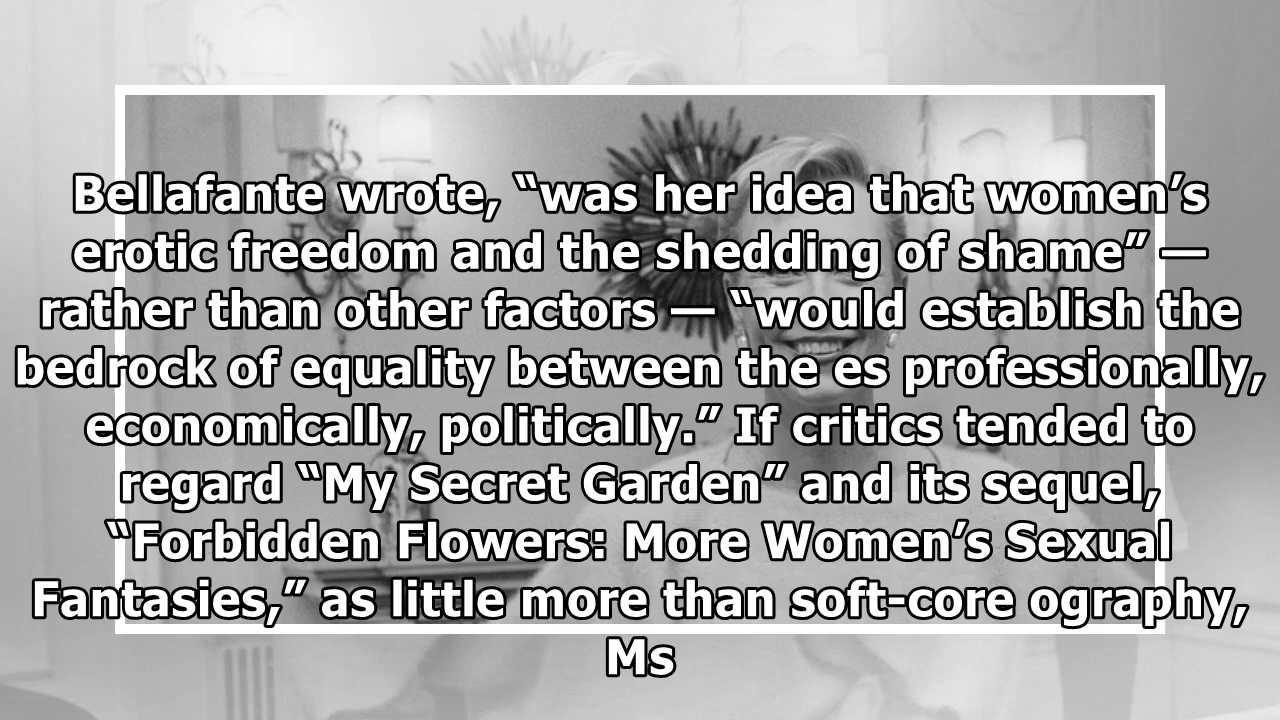 Bellafante wrote, “was her idea that women’s
erotic freedom and the shedding of shame” —
rather than other factors — “would establish the
bedrock of equality between the es professionally,
economically, politically.” If critics tended to
regard “My Secret Garden” and its sequel,
“Forbidden Flowers: More Women’s Sexual
Fantasies,” as little more than soft-core ography,
Ms